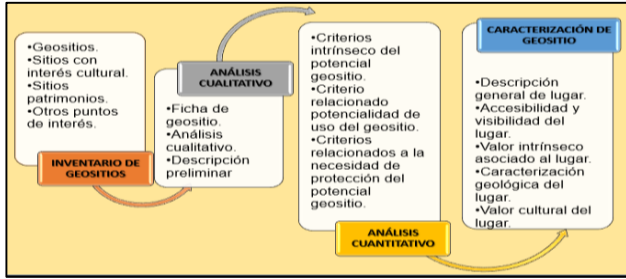 •Geositios.
•Sitios con
interés cultural.
•Sitios
patrimonios.
•Otros puntos
de interés.
INVENTARIO DE
GEOSITIOS
ANÁLISIS
CUALITATIVO
•Ficha de
geositio.
•Análisis
cualitativo.
•Descripción
preliminar
•Criterios
intrínseco del
potencial
geositio.
•Criterio
relacionado
potencialidad de
uso del geositio.
•Criterios
relacionados a la
necesidad de
protección del
potencial
geositio.
ANÁLISIS
CUANTITATIVO
CARACTERIZACIÓN DE
GEOSITIO
•Descripción
general de lugar.
•Accesibilidad y
visibilidad del
lugar.
•Valor intrínseco
asociado al lugar.
•Caracterización
geológica del
lugar.
•Valor cultural del
lugar.